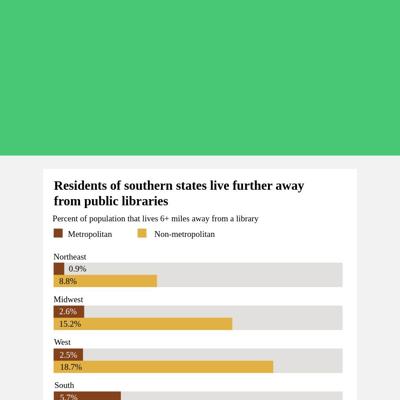 Residents of southern states live further away
from public libraries
Percent of population that lives 6+ miles away from a library
Metropolitan Non-metropolitan
Northeast
0.9%
8.8%
Midwest
2.6%
15.2%
West
2.5%
18.7%
South
5.7%